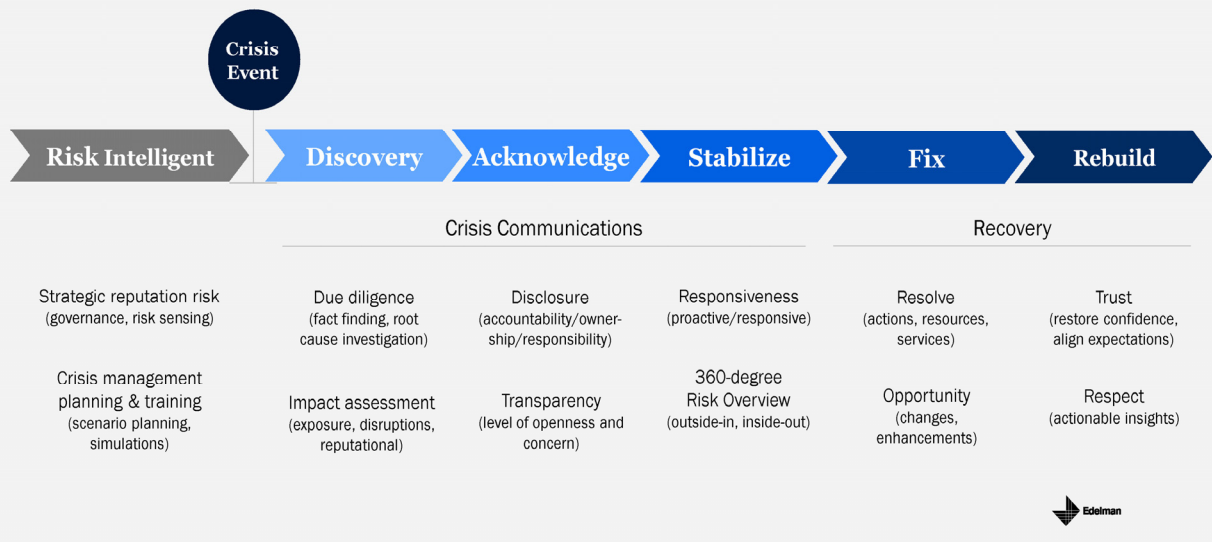 Crisis
Event
Risk Intelligent
Discovery
Acknowledge
Stabilize
Fix
Rebuild
Crisis Communications
Recovery
Strategic reputation risk
(governance, risk sensing)
Crisis management
planning & training
(scenario planning,
simulations)
Due diligence
(fact finding, root
cause investigation)
Impact assessment
(exposure, disruptions,
reputational)
Disclosure
(accountability/owner-
ship/responsibility)
Transparency
(level of openness and
concern)
Responsiveness
(proactive/responsive)
360-degree
Risk Overview
(outside-in, inside-out)
Resolve
(actions, resources,
services)
Opportunity
(changes,
enhancements)
Trust
(restore confidence,
align expectations)
Respect
(actionable insights)
Edelman